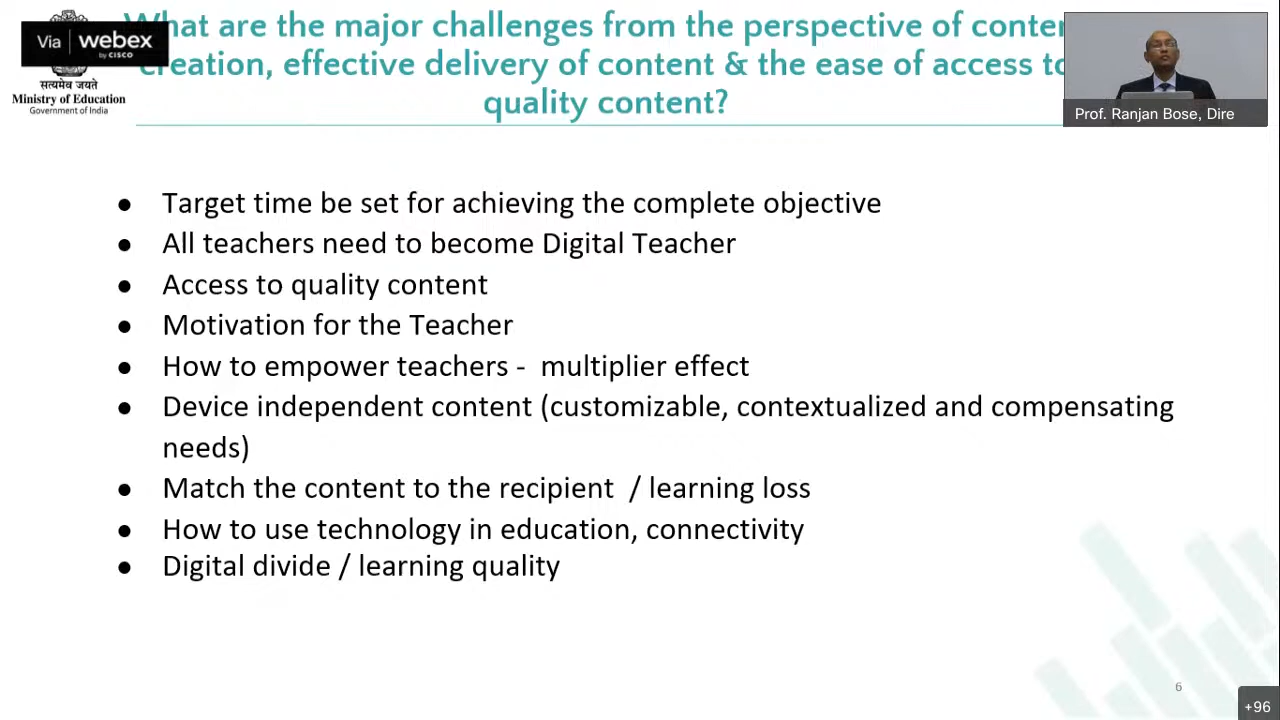 What are the major challenges from the perspective of conten
Via webex
by CISCO
creation, effective delivery of content & the ease of access to
सत्यमेव जयते
Ministry of Education
Government of India
quality content?
Prof. Ranjan Bose, Dire
● Target time be set for achieving the complete objective
● All teachers need to become Digital Teacher
● Access to quality content
● Motivation for the Teacher
● How to empower teachers - multiplier effect
● Device independent content (customizable, contextualized and compensating
needs)
● Match the content to the recipient / learning loss
● How to use technology in education, connectivity
● Digital divide / learning quality
6
+96